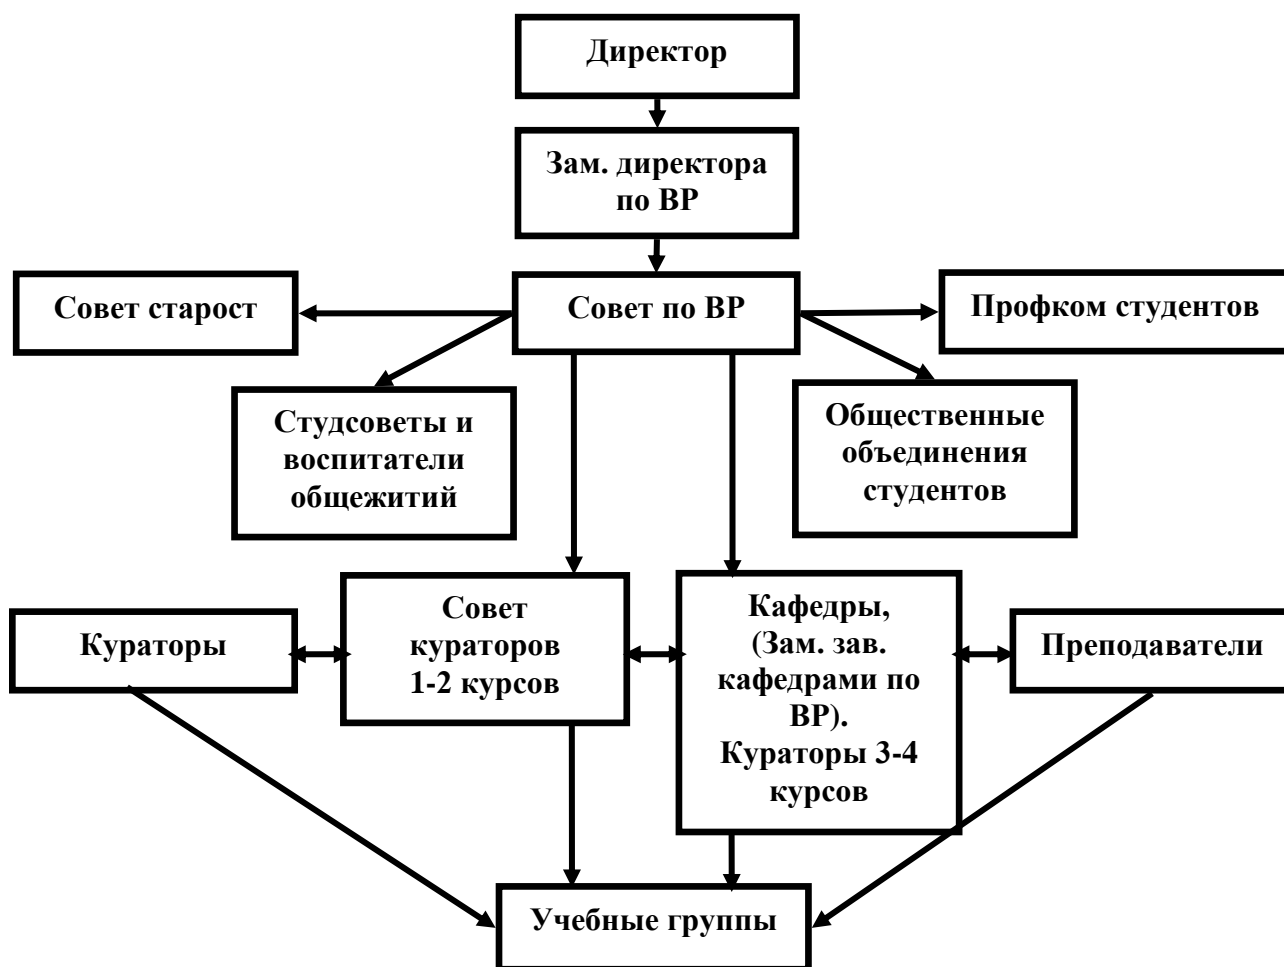 Директор
Зам. директора
по ВР
Совет старост
Совет по ВР
Профком студентов
Студсоветы и
воспитатели
общежитий
Общественные
объединения
студентов
Кураторы
Совет
кураторов
1-2 курсов
Кафедры,
(Зам. зав.
кафедрами по
ВР).
Кураторы 3-4
курсов
Преподаватели
Учебные группы